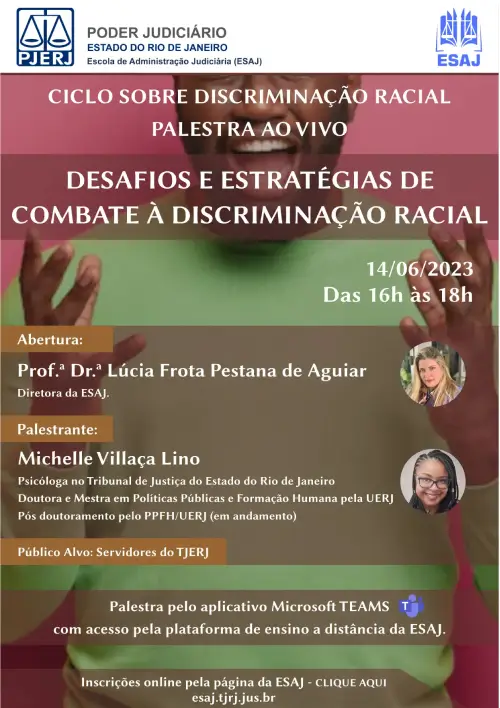 PJERJ
PODER JUDICIÁRIO
ESTADO DO RIO DE JANEIRO
Escola de Administração Judiciária (ESAJ)
ESAJ
CICLO SOBRE DISCRIMINAÇÃO RACIAL
PALESTRA AO VIVO
DESAFIOS E ESTRATÉGIAS DE
COMBATE À DISCRIMINAÇÃO RACIAL
14/06/2023
Das 16h às 18h
Abertura:
Prof.ª Dr.ª Lúcia Frota Pestana de Aguiar
Diretora da ESAJ.
Palestrante:
Michelle Villaça Lino
Psicóloga no Tribunal de Justiça do Estado do Rio de Janeiro
Doutora e Mestra em Políticas Públicas e Formação Humana pela UERJ
Pós doutoramento pelo PPFH/UERJ (em andamento)
Público Alvo: Servidores do TJERJ
Palestra pelo aplicativo Microsoft TEAMS
com acesso pela plataforma de ensino a distância da ESAJ.
Inscrições online pela página da ESAJ - CLIQUE AQUI
esaj.tjrj.jus.br